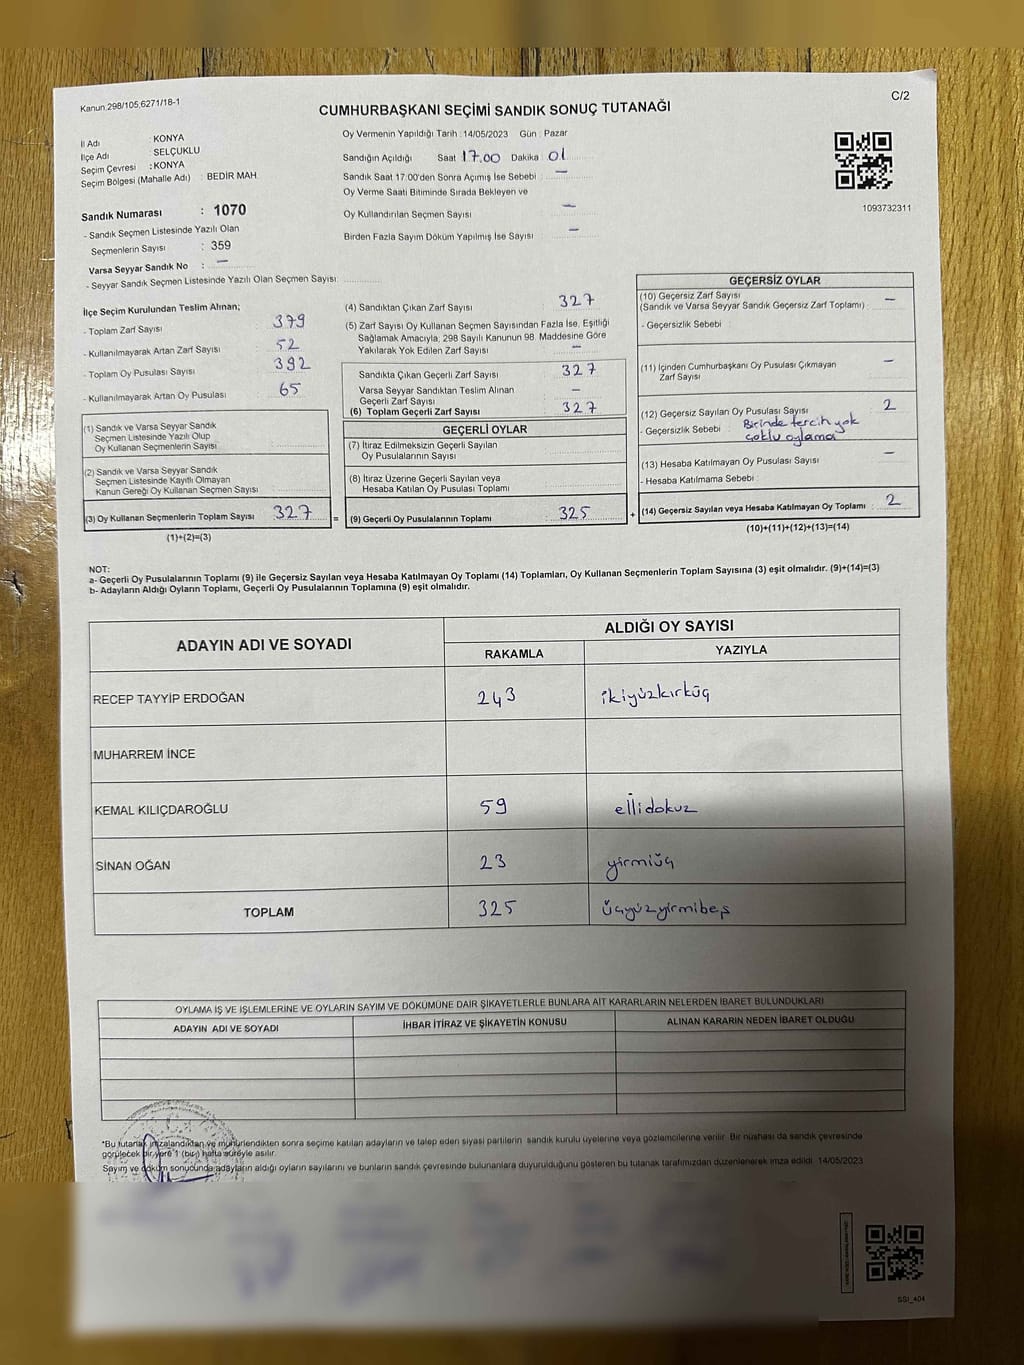 Kanun.298/105;6271/18-1
C/2
CUMHURBAŞKANI SEÇİMİ SANDIK SONUÇ TUTANAĞI
İl Adı : KONYA
İlçe Adı : SELÇUKLU
Seçim Çevresi : KONYA
Seçim Bölgesi (Mahalle Adı) : BEDİR MAH.
Sandık Numarası : 1070
- Sandık Seçmen Listesinde Yazılı Olan
Seçmenlerin Sayısı : 359
Varsa Seyyar Sandık No : –
- Seyyar Sandık Seçmen Listesinde Yazılı Olan Seçmen Sayısı:
Oy Vermenin Yapıldığı Tarih : 14/05/2023 Gün : Pazar
Sandığın Açıldığı Saat 17.00 Dakika : 01
Sandık Saat 17:00'den Sonra Açımış İse Sebebi : –
Oy Verme Saati Bitiminde Sırada Bekleyen ve
Oy Kullandırılan Seçmen Sayısı –
Birden Fazla Sayım Döküm Yapılmış İse Sayısı –
1093732311
İlçe Seçim Kurulundan Teslim Alınan;
- Toplam Zarf Sayısı : 379
- Kullanılmayarak Artan Zarf Sayısı : 52
- Toplam Oy Pusulası Sayısı : 392
- Kullanılmayarak Artan Oy Pusulası : 65
(1) Sandık ve Varsa Seyyar Sandık
Seçmen Listesinde Yazılı Olup
Oy Kullanan Seçmenlerin Sayısı
(2) Sandık ve Varsa Seyyar Sandık
Seçmen Listesinde Kayıtlı Olmayan
Kanun Gereği Oy Kullanan Seçmen Sayısı
(3) Oy Kullanan Seçmenlerin Toplam Sayısı 327
(1)+(2)=(3)
(4) Sandıktan Çıkan Zarf Sayısı : 327
(5) Zarf Sayısı Oy Kullanan Seçmen Sayısından Fazla İse, Eşitliği
Sağlamak Amacıyla, 298 Sayılı Kanunun 98. Maddesine Göre
Yakılarak Yok Edilen Zarf Sayısı –
Sandıkta Çıkan Geçerli Zarf Sayısı : 327
Varsa Seyyar Sandıktan Teslim Alınan
Geçerli Zarf Sayısı –
(6) Toplam Geçerli Zarf Sayısı : 327
GEÇERLİ OYLAR
(7) İtiraz Edilmeksizin Geçerli Sayılan
Oy Pusulalarının Sayısı
(8) İtiraz Üzerine Geçerli Sayılan veya
Hesaba Katılan Oy Pusulası Toplamı
= (9) Geçerli Oy Pusulalarının Toplamı : 325 +
GEÇERSİZ OYLAR
(10) Geçersiz Zarf Sayısı
(Sandık ve Varsa Seyyar Sandık Geçersiz Zarf Toplamı) : –
- Geçersizlik Sebebi :
(11) İçinden Cumhurbaşkanı Oy Pusulası Çıkmayan
Zarf Sayısı –
(12) Geçersiz Sayılan Oy Pusulası Sayısı : 2
- Geçersizlik Sebebi : Birinde tercih yok
çoklu oylama
(13) Hesaba Katılmayan Oy Pusulası Sayısı : –
- Hesaba Katılmama Sebebi :
(14) Geçersiz Sayılan veya Hesaba Katılmayan Oy Toplamı : 2
(10)+(11)+(12)+(13)=(14)
NOT:
a- Geçerli Oy Pusulalarının Toplamı (9) ile Geçersiz Sayılan veya Hesaba Katılmayan Oy Toplamı (14) Toplamları, Oy Kullanan Seçmenlerin Toplam Sayısına (3) eşit olmalıdır. (9)+(14)=(3)
b- Adayların Aldığı Oyların Toplamı, Geçerli Oy Pusulalarının Toplamına (9) eşit olmalıdır.
ADAYIN ADI VE SOYADI
ALDIĞI OY SAYISI
RAKAMLA YAZIYLA
RECEP TAYYİP ERDOĞAN 243 ikiyüzkırküç
MUHARREM İNCE
KEMAL KILIÇDAROĞLU 59 ellidokuz
SİNAN OĞAN 23 yirmiüç
TOPLAM 325 üçyüzyirmibeş
OYLAMA İŞ VE İŞLEMLERİNE VE OYLARIN SAYIM VE DÖKÜMÜNE DAİR ŞİKAYETLERLE BUNLARA AİT KARARLARIN NELERDEN İBARET BULUNDUKLARI
ADAYIN ADI VE SOYADI İHBAR İTİRAZ VE ŞİKAYETİN KONUSU ALINAN KARARIN NEDEN İBARET OLDUĞU
*Bu tutanak imzalandıktan ve mühürlendikten sonra seçime katılan adayların ve talep eden siyasi partilerin sandık kurulu üyelerine veya gözlemcilerine verilir. Bir nüshası da sandık çevresinde
görülecek bir yere 1 (bir) hafta süreyle asılır.
Sayım ve döküm sonucunda adayların aldığı oyların sayılarını ve bunların sandık çevresinde bulunanlara duyurulduğunu gösteren bu tutanak tarafımızdan düzenlenerek imza edildi. 14/05/2023
SSI_404